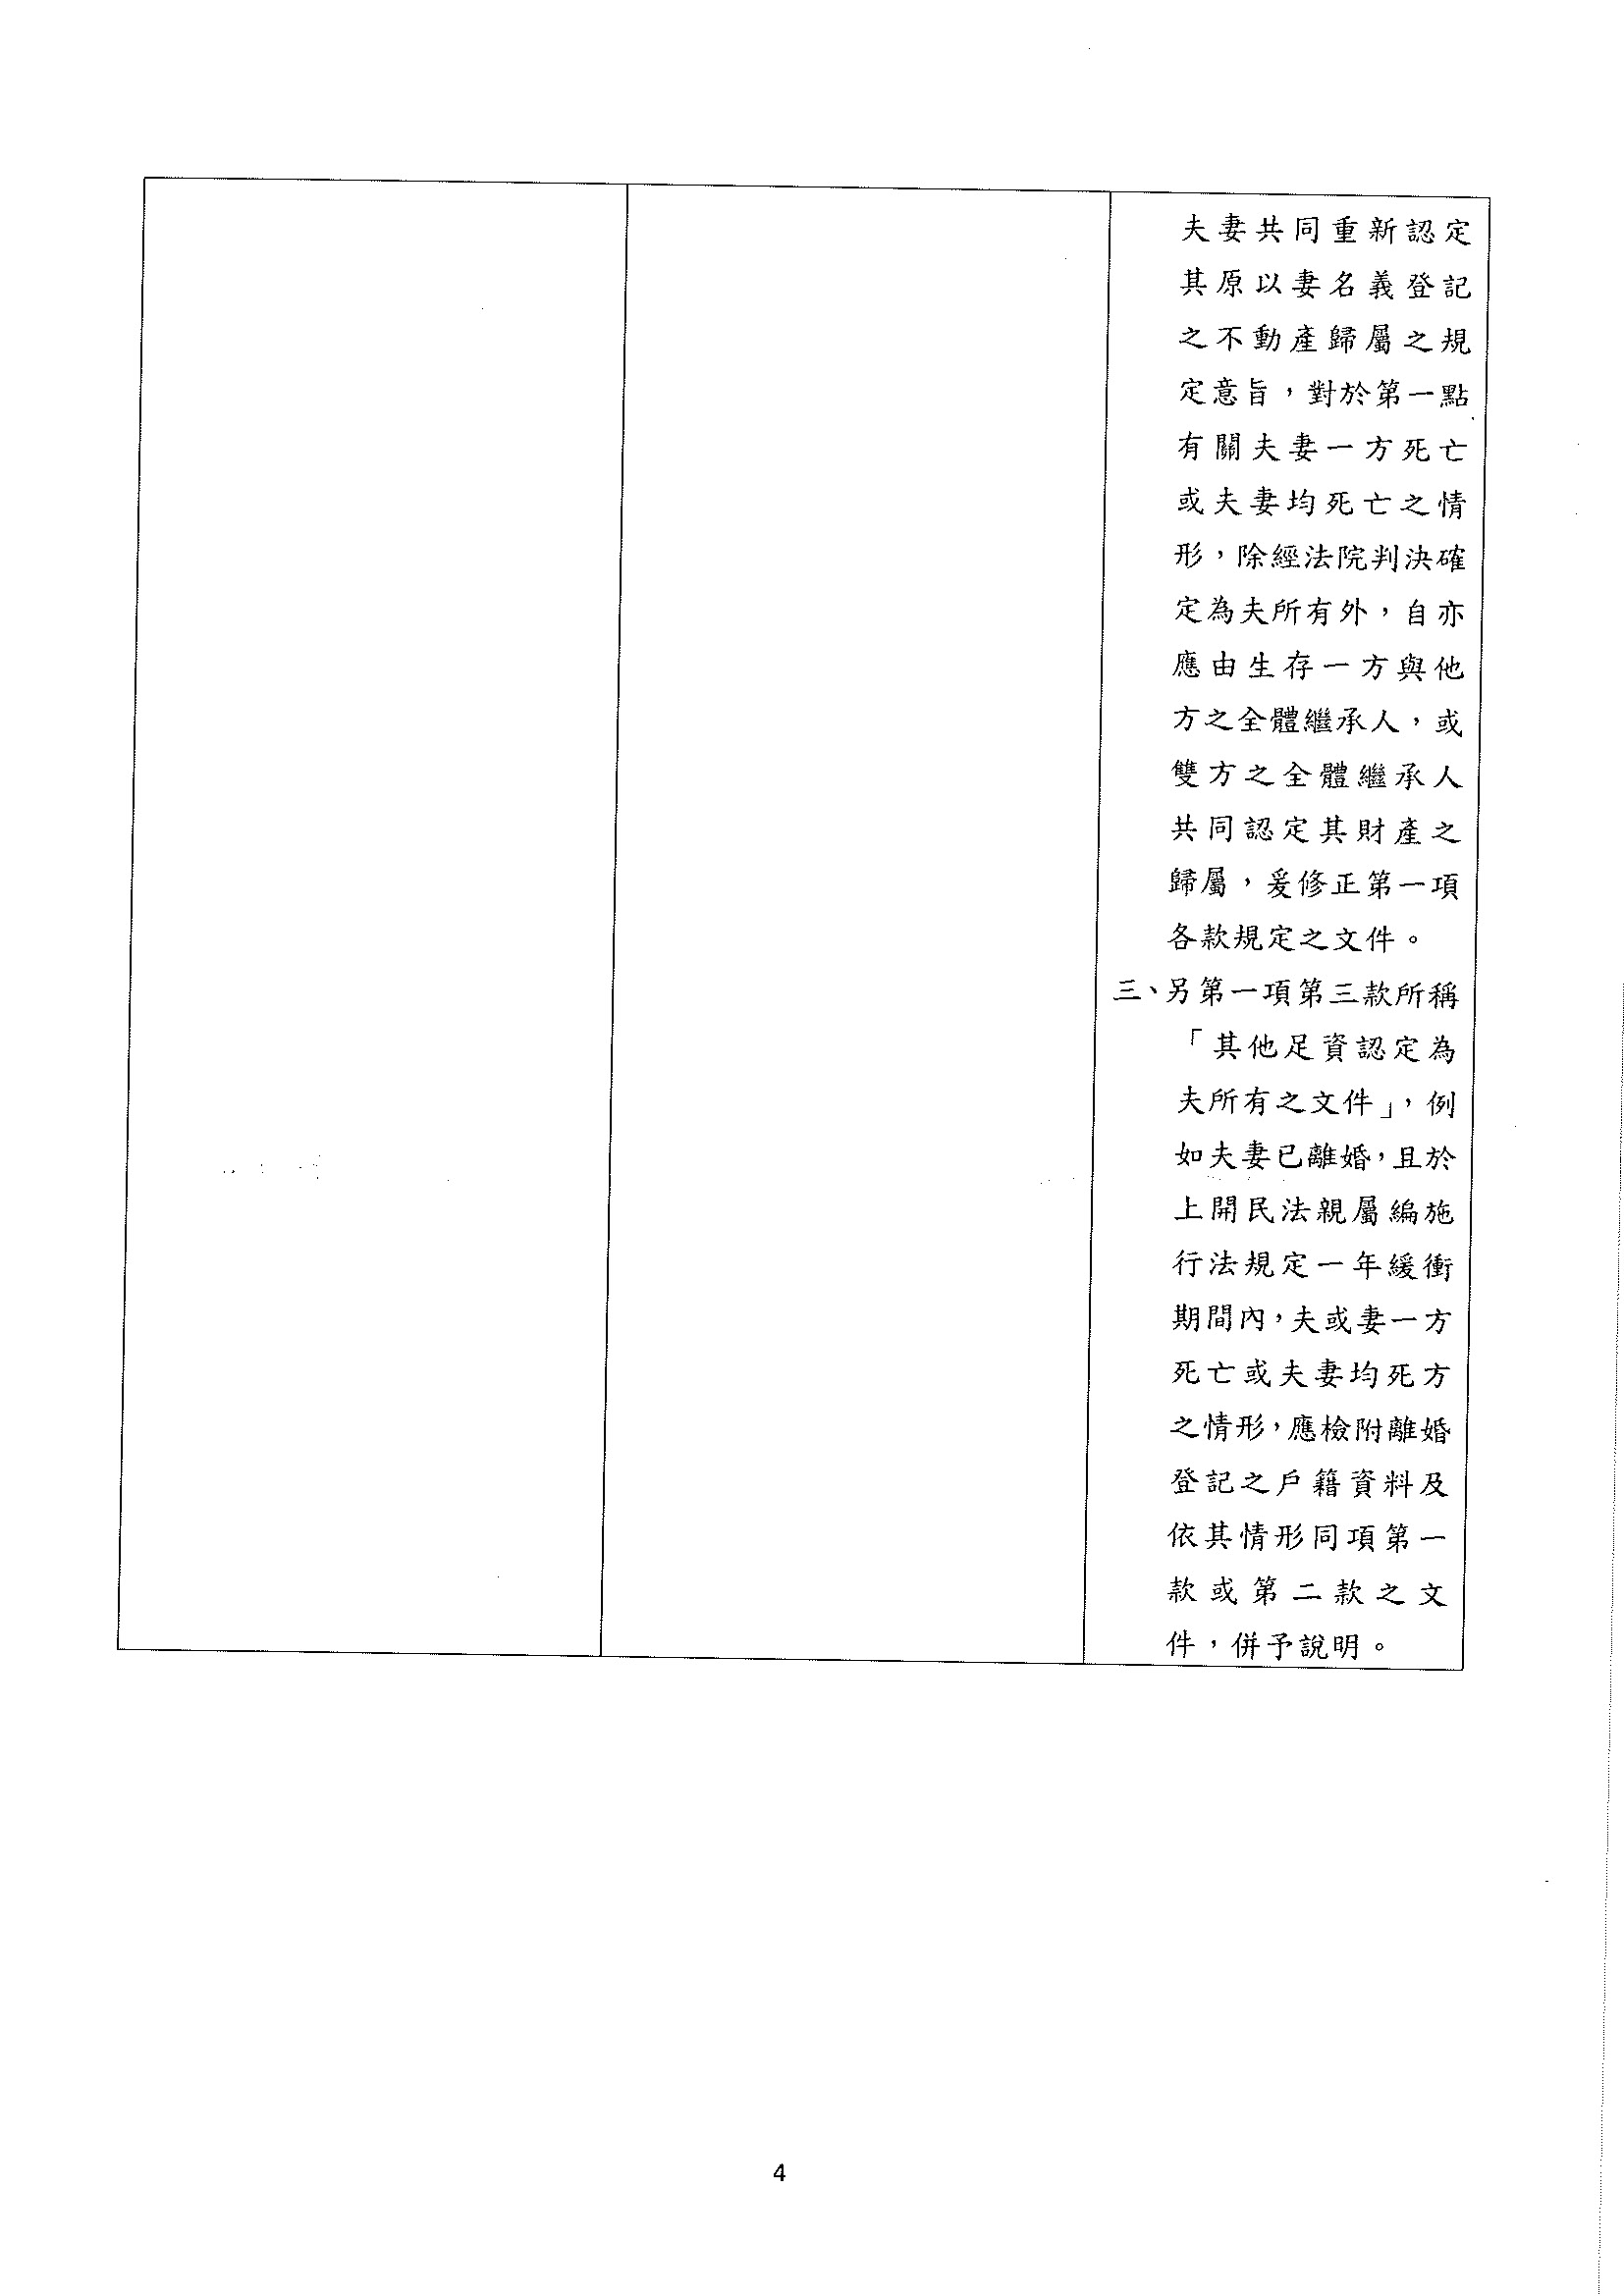 夫妻共同重新認定
其原以妻名義登記
之不動產歸屬之規
定意旨，對於第一點
有關夫妻一方死亡
或夫妻均死亡之情
形，除經法院判決確
定為夫所有外，自亦
應由生存一方與他
方之全體繼承人，或
雙方之全體繼承人
共同認定其財產之
歸屬，爰修正第一項
各款規定之文件。
三、另第一項第三款所稱
「其他足資認定為
夫所有之文件」，例
如夫妻已離婚，且於
上開民法親屬編施
行法規定一年緩衝
期間內，夫或妻一方
死亡或夫妻均死方
之情形，應檢附離婚
登記之戶籍資料及
依其情形同項第一
款或第二款之文
件，併予說明。
4